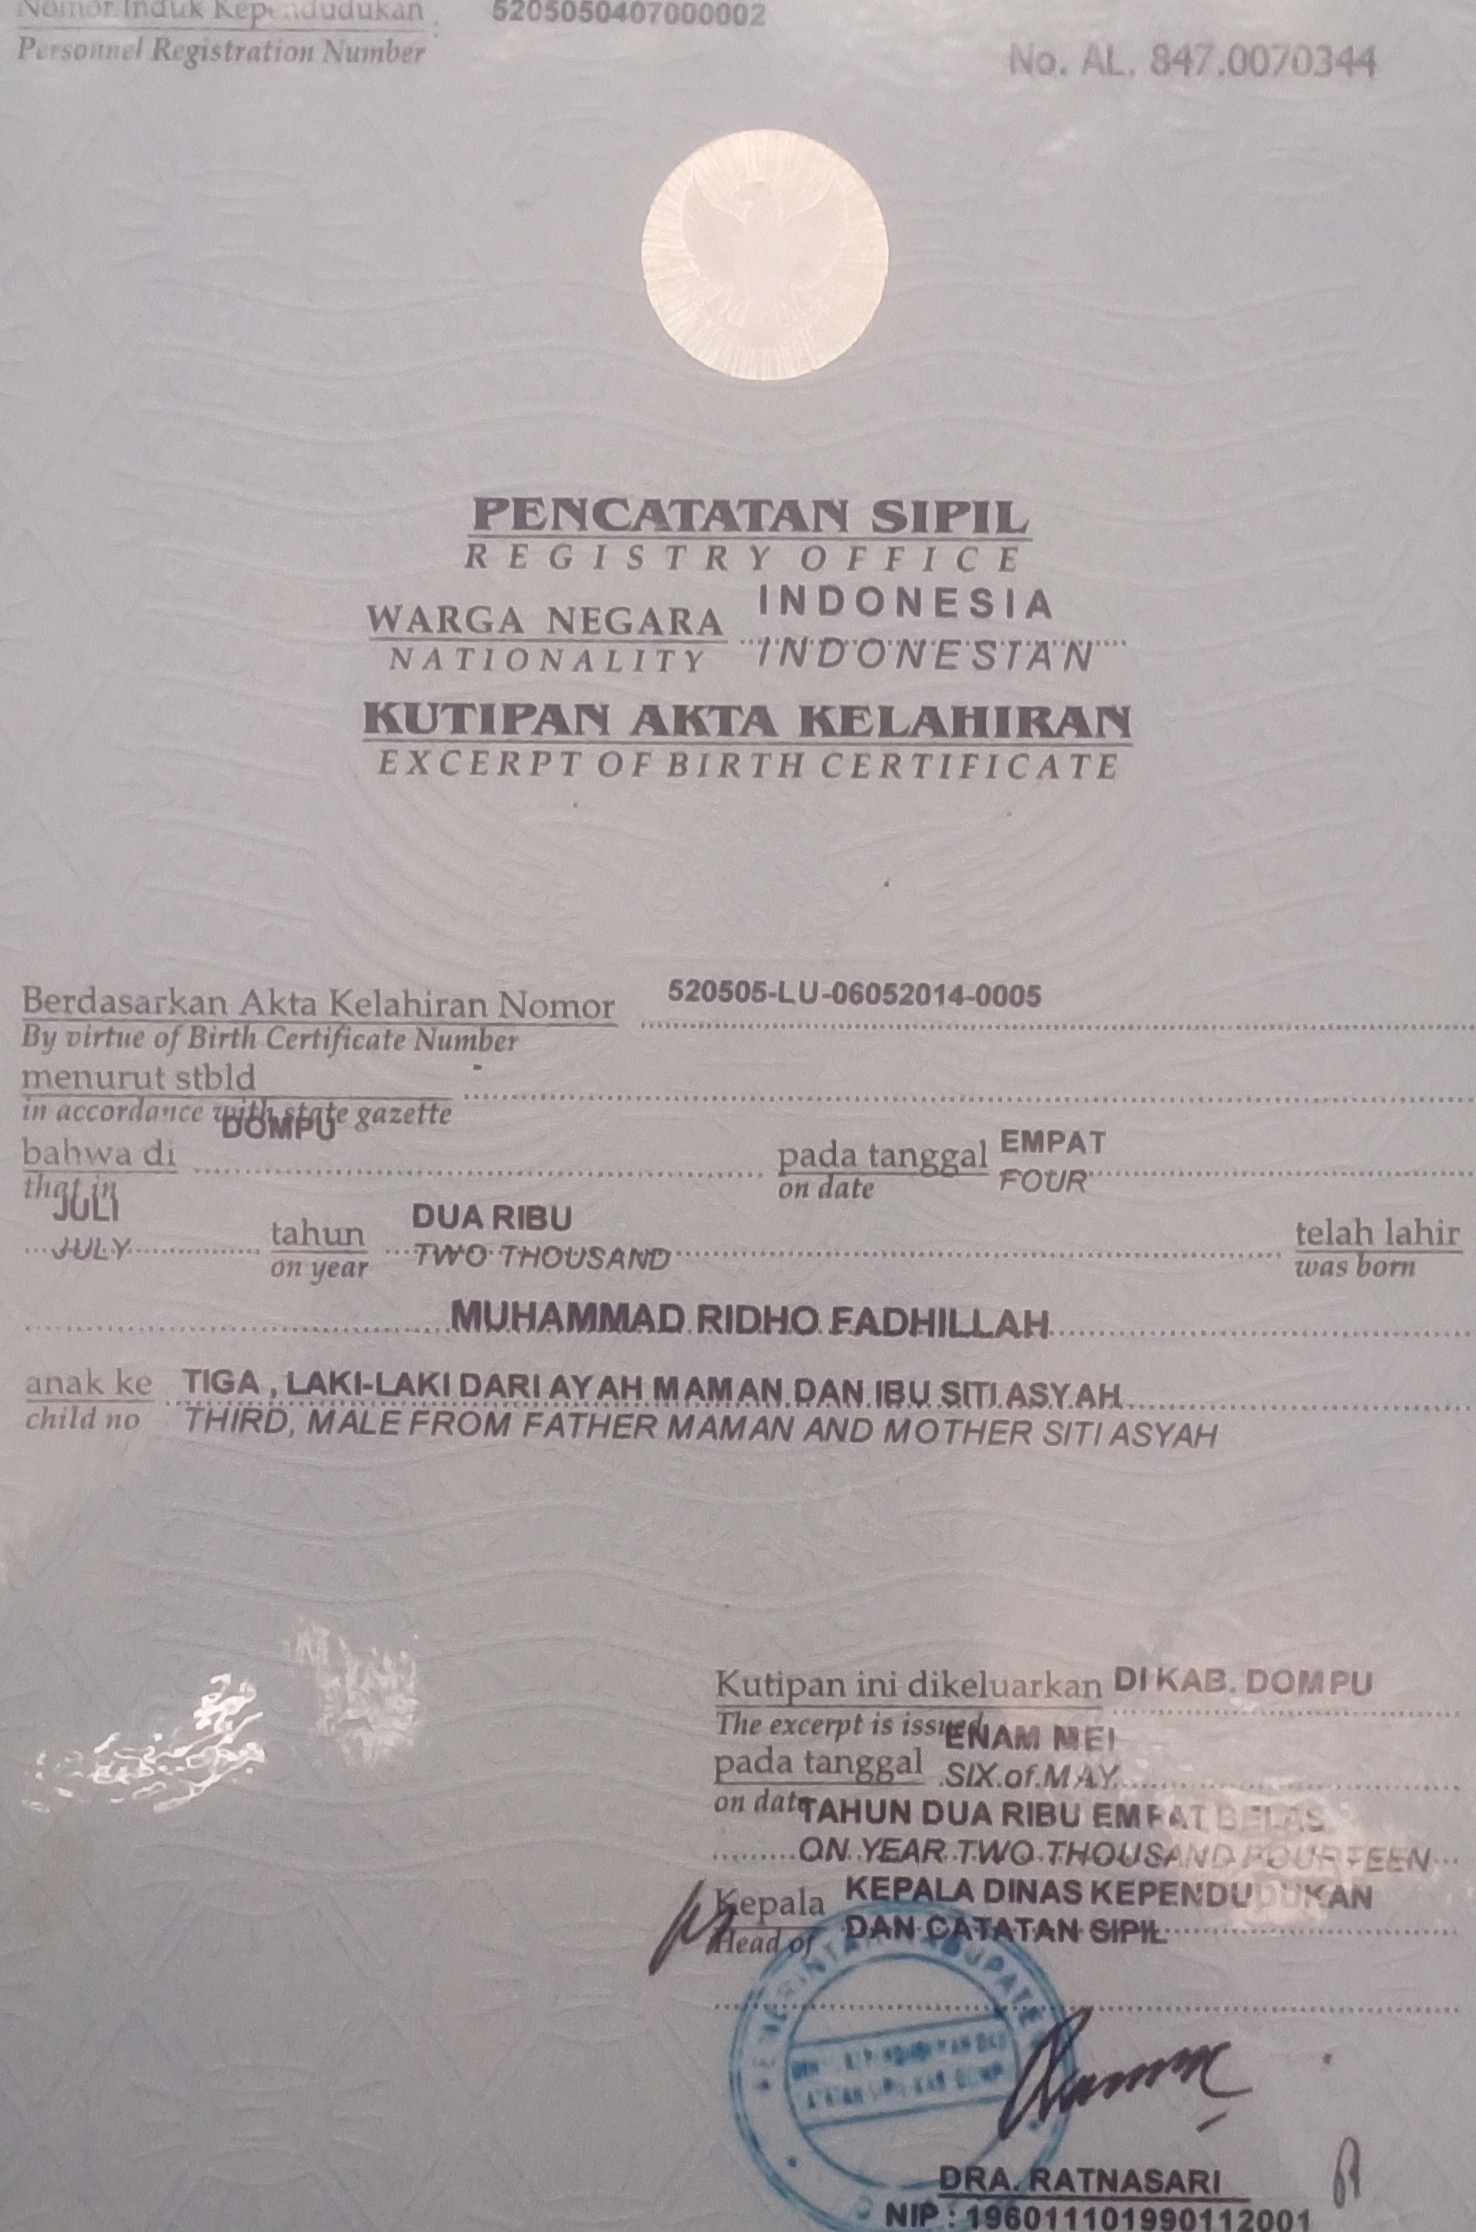 Nomor Induk Kependudukan : 5205050407000002
Personnel Registration Number
No. AL. 847.0070344
PENCATATAN SIPIL
REGISTRY OFFICE
WARGA NEGARA INDONESIA
NATIONALITY INDONESIAN
KUTIPAN AKTA KELAHIRAN
EXCERPT OF BIRTH CERTIFICATE
Berdasarkan Akta Kelahiran Nomor 520505-LU-06052014-0005
By virtue of Birth Certificate Number
menurut stbld
in accordance with state gazette
bahwa di DOMPU pada tanggal EMPAT
that in on date FOUR
JULI tahun DUA RIBU telah lahir
JULY on year TWO THOUSAND was born
MUHAMMAD RIDHO FADHILLAH
anak ke TIGA , LAKI-LAKI DARI AYAH MAMAN DAN IBU SITI ASYAH
child no THIRD, MALE FROM FATHER MAMAN AND MOTHER SITI ASYAH
Kutipan ini dikeluarkan DI KAB. DOMPU
The excerpt is issued
pada tanggal ENAM MEI
on date SIX of MAY
TAHUN DUA RIBU EMPAT BELAS
ON YEAR TWO THOUSAND FOURTEEN
Kepala KEPALA DINAS KEPENDUDUKAN
Head of DAN CATATAN SIPIL
DRA. RATNASARI
NIP : 196011101990112001